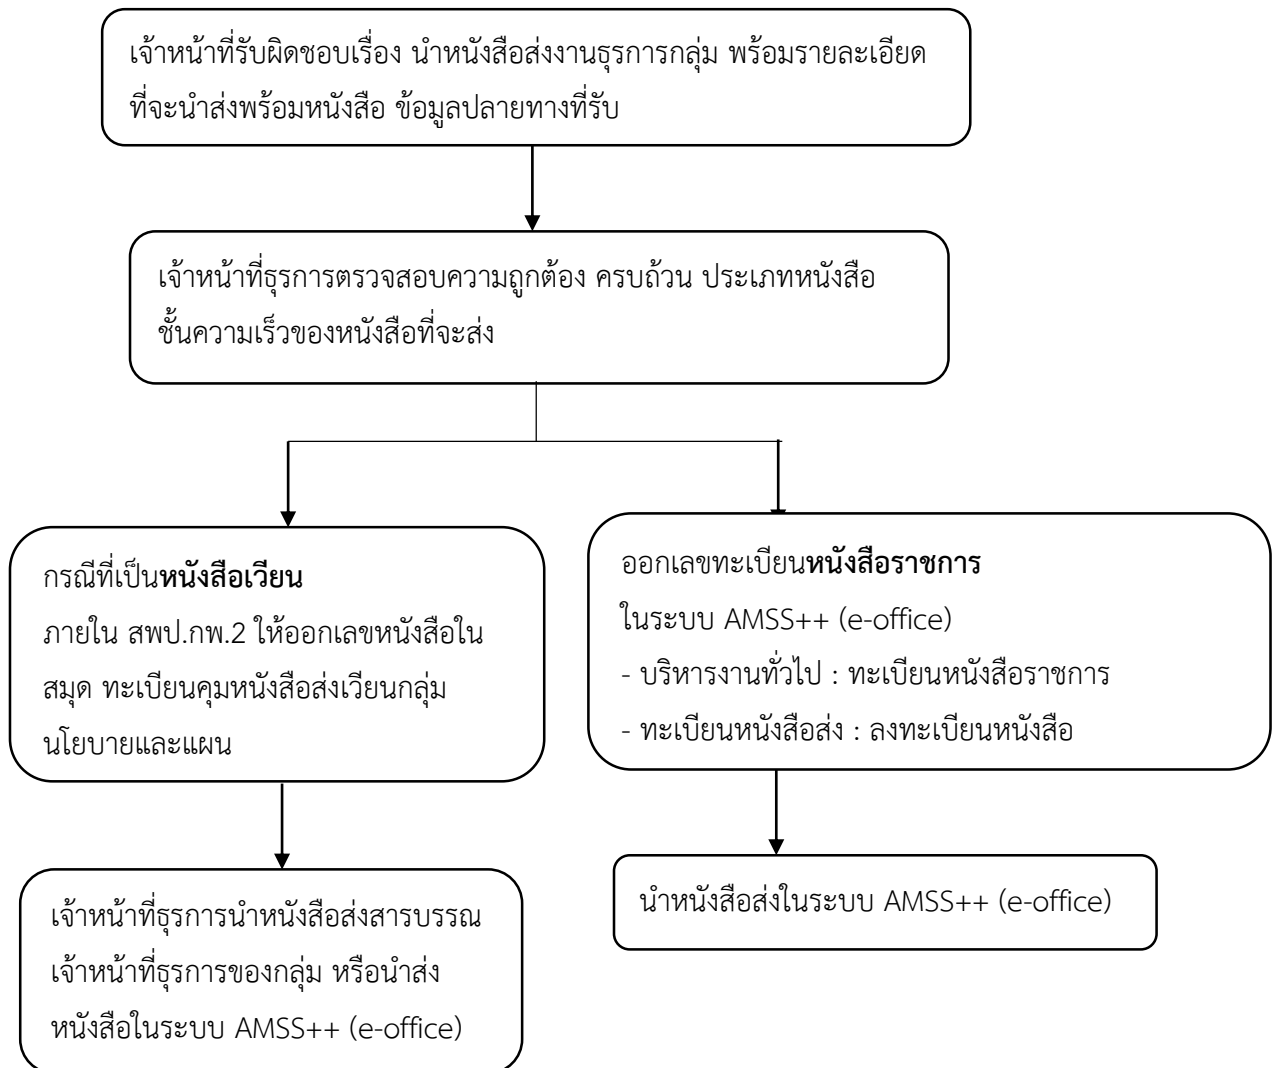 เจ้าหน้าที่รับผิดชอบเรื่อง นำหนังสือส่งงานธุรการกลุ่ม พร้อมรายละเอียด
ที่จะนำส่งพร้อมหนังสือ ข้อมูลปลายทางที่รับ
เจ้าหน้าที่ธุรการตรวจสอบความถูกต้อง ครบถ้วน ประเภทหนังสือ
ชั้นความเร็วของหนังสือที่จะส่ง
กรณีที่เป็นหนังสือเวียน
ภายใน สพป.กพ.2 ให้ออกเลขหนังสือใน
สมุด ทะเบียนคุมหนังสือส่งเวียนกลุ่ม
นโยบายและแผน
ออกเลขทะเบียนหนังสือราชการ
ในระบบ AMSS++ (e-office)
- บริหารงานทั่วไป : ทะเบียนหนังสือราชการ
- ทะเบียนหนังสือส่ง : ลงทะเบียนหนังสือ
เจ้าหน้าที่ธุรการนำหนังสือส่งสารบรรณ
เจ้าหน้าที่ธุรการของกลุ่ม หรือนำส่ง
หนังสือในระบบ AMSS++ (e-office)
นำหนังสือส่งในระบบ AMSS++ (e-office)